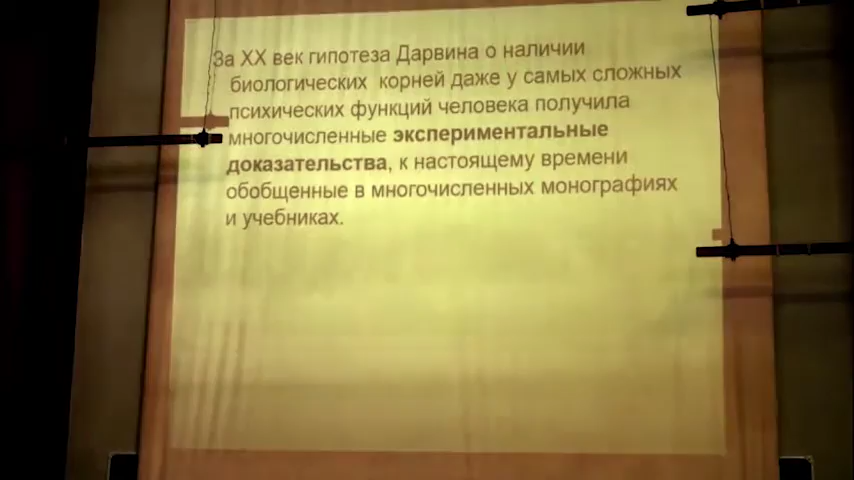 За XX век гипотеза Дарвина о наличии
биологических корней даже у самых сложных
психических функций человека получила
многочисленные экспериментальные
доказательства, к настоящему времени
обобщенные в многочисленных монографиях
и учебниках.